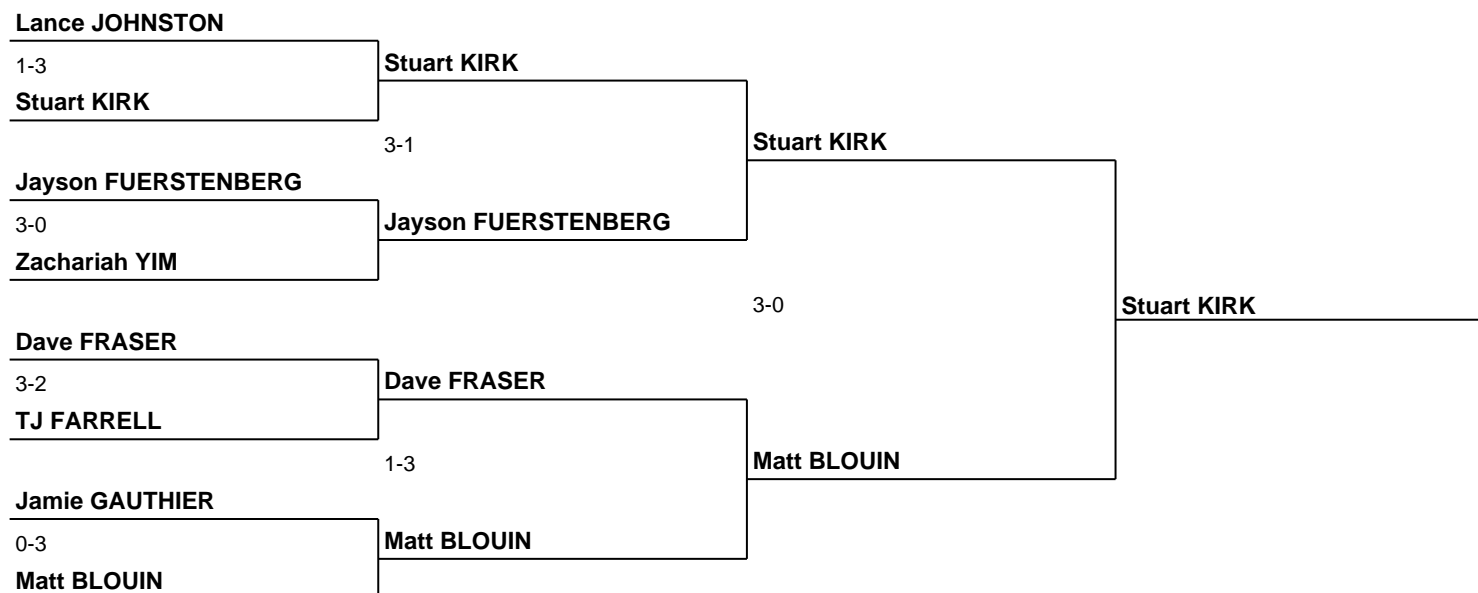 Lance JOHNSTON
1-3
Stuart KIRK
Stuart KIRK
3-1
Stuart KIRK
Jayson FUERSTENBERG
3-0
Jayson FUERSTENBERG
Zachariah YIM
3-0
Stuart KIRK
Dave FRASER
3-2
Dave FRASER
TJ FARRELL
1-3
Matt BLOUIN
Jamie GAUTHIER
0-3
Matt BLOUIN
Matt BLOUIN